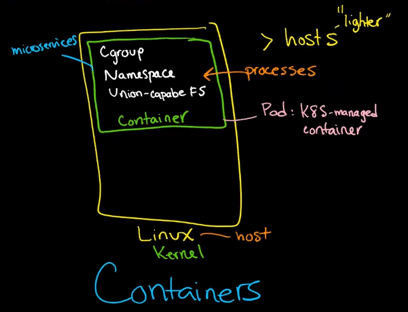 "lighter"
> hosts
microservices
Cgroup
Namespace
processes
Union-capabe FS
Container
Pod: K8S-managed
container
Linux
host
Kernel
Containers